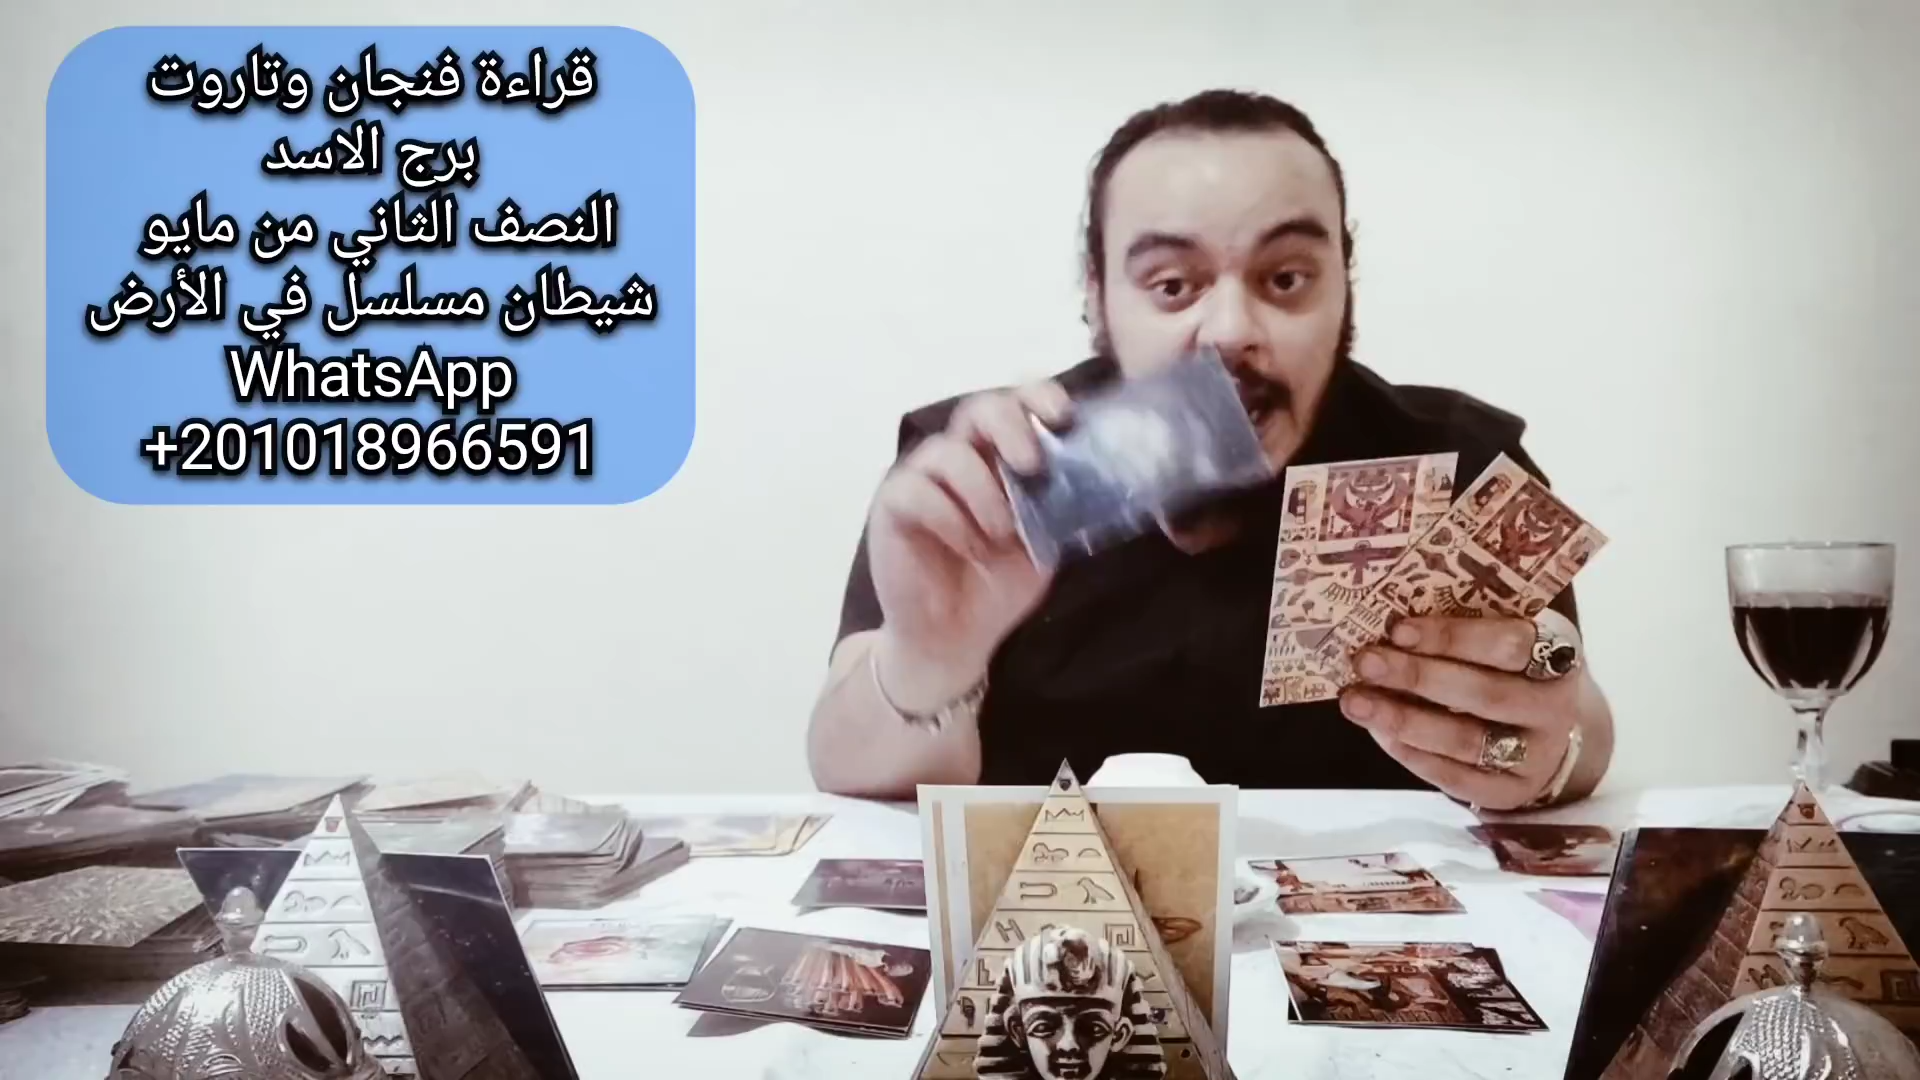 قراءة فنجان وتاروت
برج الاسد
النصف الثاني من مايو
شيطان مسلسل في الأرض
WhatsApp
+201018966591